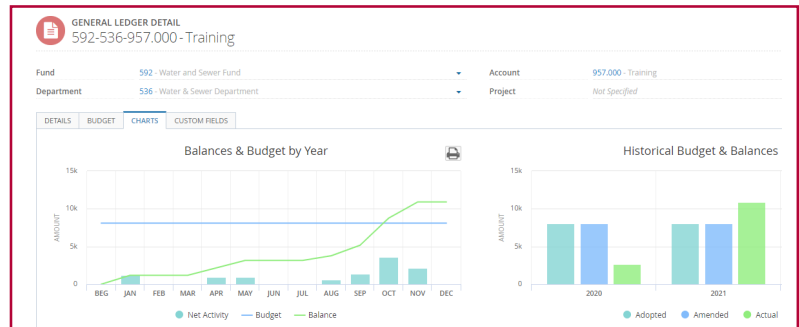 GENERAL LEDGER DETAIL
592-536-957.000 - Training
Fund 592 - Water and Sewer Fund Account 957.000 - Training
Department 536 - Water & Sewer Department Project Not Specified
DETAILS BUDGET CHARTS CUSTOM FIELDS
Balances & Budget by Year
15k
10k
5k
0
AMOUNT
BEG JAN FEB MAR APR MAY JUN JUL AUG SEP OCT NOV DEC
Net Activity Budget Balance
Historical Budget & Balances
15k
10k
5k
0
AMOUNT
2020 2021
Adopted Amended Actual